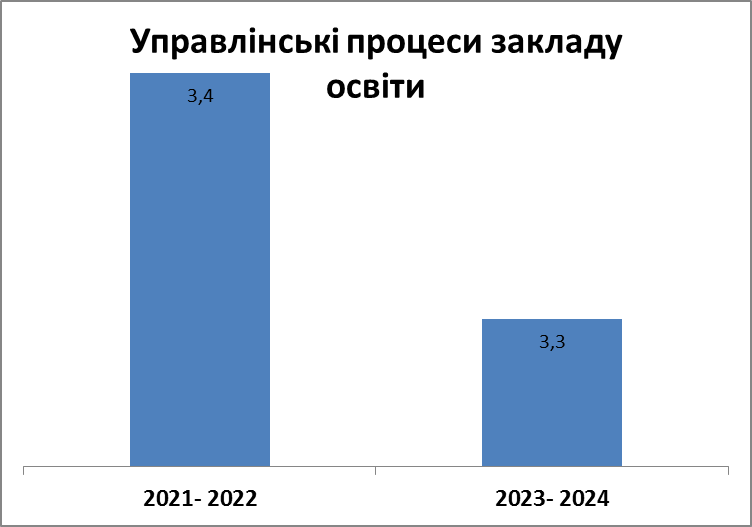 Управлінські процеси закладу
освіти
3,4
3,3
2021- 2022
2023- 2024